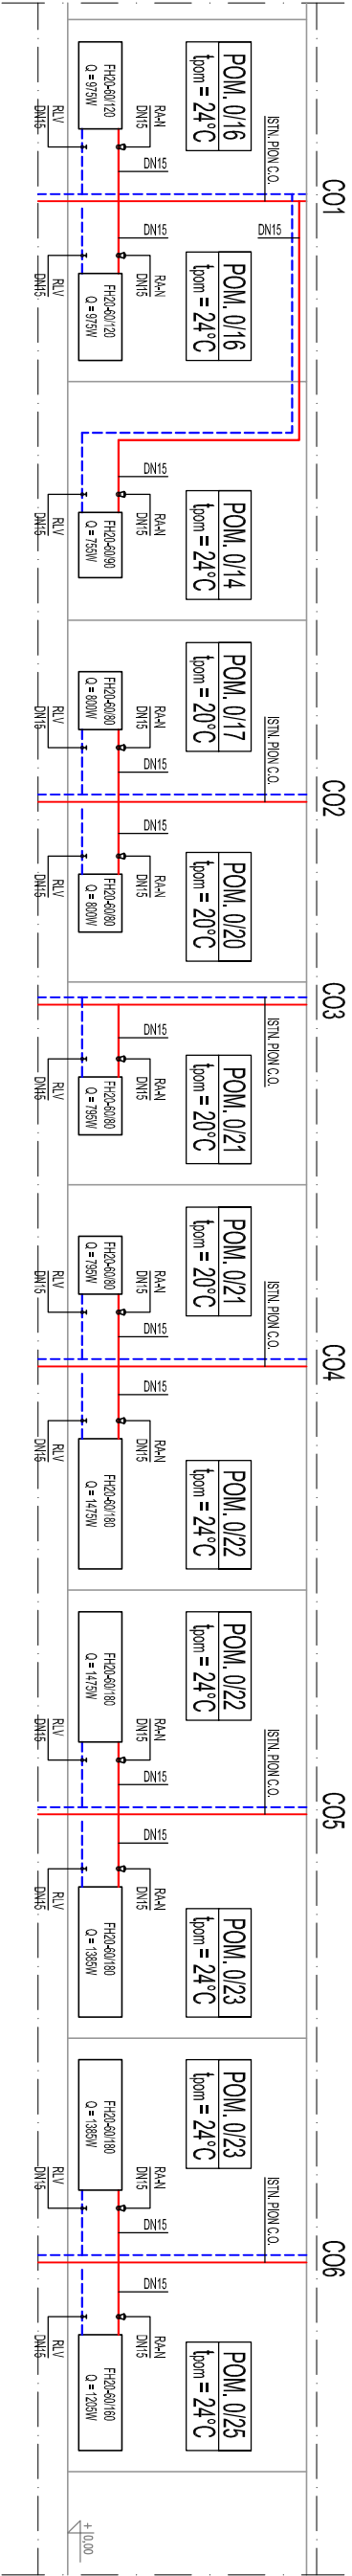 CO1
CO2
CO3
CO4
CO5
CO6
POM. 0/16
tpom = 24°C
ISTN. PION C.O.
POM. 0/16
tpom = 24°C
POM. 0/14
tpom = 24°C
POM. 0/17
tpom = 20°C
ISTN. PION C.O.
POM. 0/20
tpom = 20°C
ISTN. PION C.O.
POM. 0/21
tpom = 20°C
POM. 0/21
tpom = 20°C
ISTN. PION C.O.
POM. 0/22
tpom = 24°C
POM. 0/22
tpom = 24°C
ISTN. PION C.O.
POM. 0/23
tpom = 24°C
POM. 0/23
tpom = 24°C
ISTN. PION C.O.
POM. 0/25
tpom = 24°C
FH20-60/120
Q = 975W
RA-N
DN15
RLV
DN15
DN15
DN15
DN15
RA-N
DN15
RLV
DN15
FH20-60/120
Q = 975W
DN15
RA-N
DN15
RLV
DN15
FH20-60/90
Q = 755W
FH20-60/80
Q = 800W
RA-N
DN15
RLV
DN15
DN15
DN15
RA-N
DN15
RLV
DN15
FH20-60/80
Q = 800W
DN15
RA-N
DN15
RLV
DN15
FH20-60/80
Q = 795W
FH20-60/80
Q = 795W
RA-N
DN15
RLV
DN15
DN15
DN15
RA-N
DN15
RLV
DN15
FH20-60/180
Q = 1475W
FH20-60/180
Q = 1475W
RA-N
DN15
RLV
DN15
DN15
DN15
RA-N
DN15
RLV
DN15
FH20-60/180
Q = 1385W
FH20-60/180
Q = 1385W
RA-N
DN15
RLV
DN15
DN15
DN15
RA-N
DN15
RLV
DN15
FH20-60/160
Q = 1205W
+ 0,00